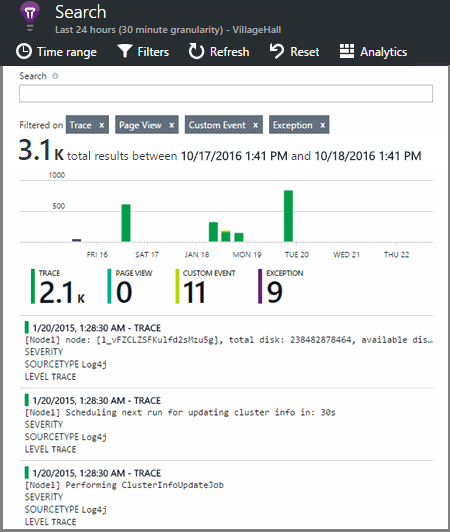 Search
Last 24 hours (30 minute granularity) - VillageHall
Time range Filters Refresh Reset Analytics
Search
Filtered on Trace x Page View x Custom Event x Exception x
3.1 K total results between 10/17/2016 1:41 PM and 10/18/2016 1:41 PM
1000
500
FRI 16 SAT 17 JAN 18 MON 19 TUE 20 WED 21 THU 22
TRACE PAGE VIEW CUSTOM EVENT EXCEPTION
2.1 K 0 11 9
1/20/2015, 1:28:30 AM - TRACE
[Node1] node: [l_vFZCLZSFKulfd2sMzu5g], total disk: 238482878464, available dis...
SEVERITY
SOURCETYPE Log4j
LEVEL TRACE
1/20/2015, 1:28:30 AM - TRACE
[Node1] Scheduling next run for updating cluster info in: 30s
SEVERITY
SOURCETYPE Log4j
LEVEL TRACE
1/20/2015, 1:28:30 AM - TRACE
[Node1] Performing ClusterInfoUpdateJob
SEVERITY
SOURCETYPE Log4j
LEVEL TRACE